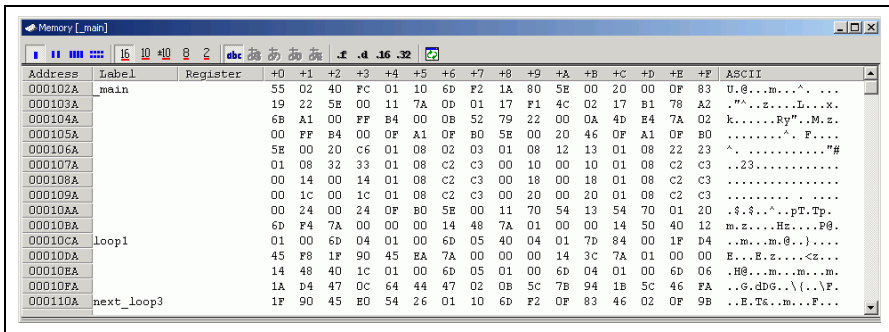 Memory [_main]
16 10 ±10 8 2 abc .f .d .16 .32
Address Label Register +0 +1 +2 +3 +4 +5 +6 +7 +8 +9 +A +B +C +D +E +F ASCII
000102A _main 55 02 40 FC 01 10 6D F2 1A 80 5E 00 20 00 0F 83 U.@...m...^. ...
000103A 19 22 5E 00 11 7A 0D 01 17 F1 4C 02 17 B1 78 A2 ."^..z....L...x.
000104A 6B A1 00 FF B4 00 0B 52 79 22 00 0A 4D E4 7A 02 k......Ry"..M.z.
000105A 00 FF B4 00 0F A1 0F B0 5E 00 20 46 0F A1 0F B0 ........^. F....
000106A 5E 00 20 C6 01 08 02 03 01 08 12 13 01 08 22 23 ^. ..........."#
000107A 01 08 32 33 01 08 C2 C3 00 10 00 10 01 08 C2 C3 ..23............
000108A 00 14 00 14 01 08 C2 C3 00 18 00 18 01 08 C2 C3 ................
000109A 00 1C 00 1C 01 08 C2 C3 00 20 00 20 01 08 C2 C3 ......... . ....
00010AA 00 24 00 24 0F B0 5E 00 11 70 54 13 54 70 01 20 .$.$..^..pT.Tp.
00010BA 6D F4 7A 00 00 00 14 48 7A 01 00 00 14 50 40 12 m.z....Hz....P@.
00010CA loop1 01 00 6D 04 01 00 6D 05 40 04 01 7D 84 00 1F D4 ..m...m.@..}....
00010DA 45 F8 1F 90 45 EA 7A 00 00 00 14 3C 7A 01 00 00 E...E.z....<z...
00010EA 14 48 40 1C 01 00 6D 05 01 00 6D 04 01 00 6D 06 .H@...m...m...m.
00010FA 1A D4 47 0C 64 44 47 02 0B 5C 7B 94 1B 5C 46 FA ..G.dDG..\{..\F.
000110A next_loop3 1F 90 45 E0 54 26 01 10 6D F2 0F 83 46 02 0F 9B ..E.T&..m...F...